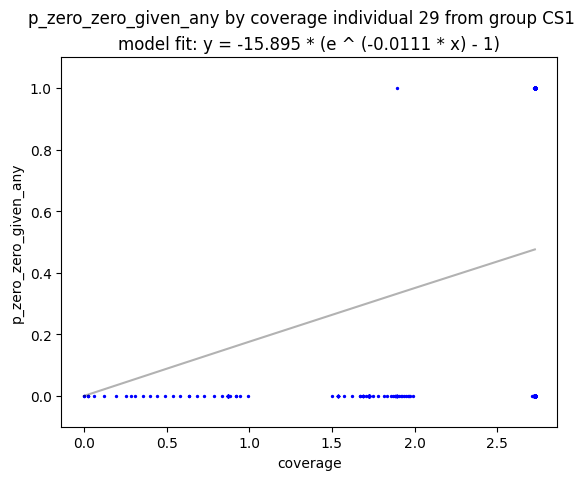 p_zero_zero_given_any by coverage individual 29 from group CS1
model fit: y = -15.895 * (e ^ (-0.0111 * x) - 1)
1.0
0.8
0.6
0.4
0.2
0.0
p_zero_zero_given_any
0.0 0.5 1.0 1.5 2.0 2.5
coverage